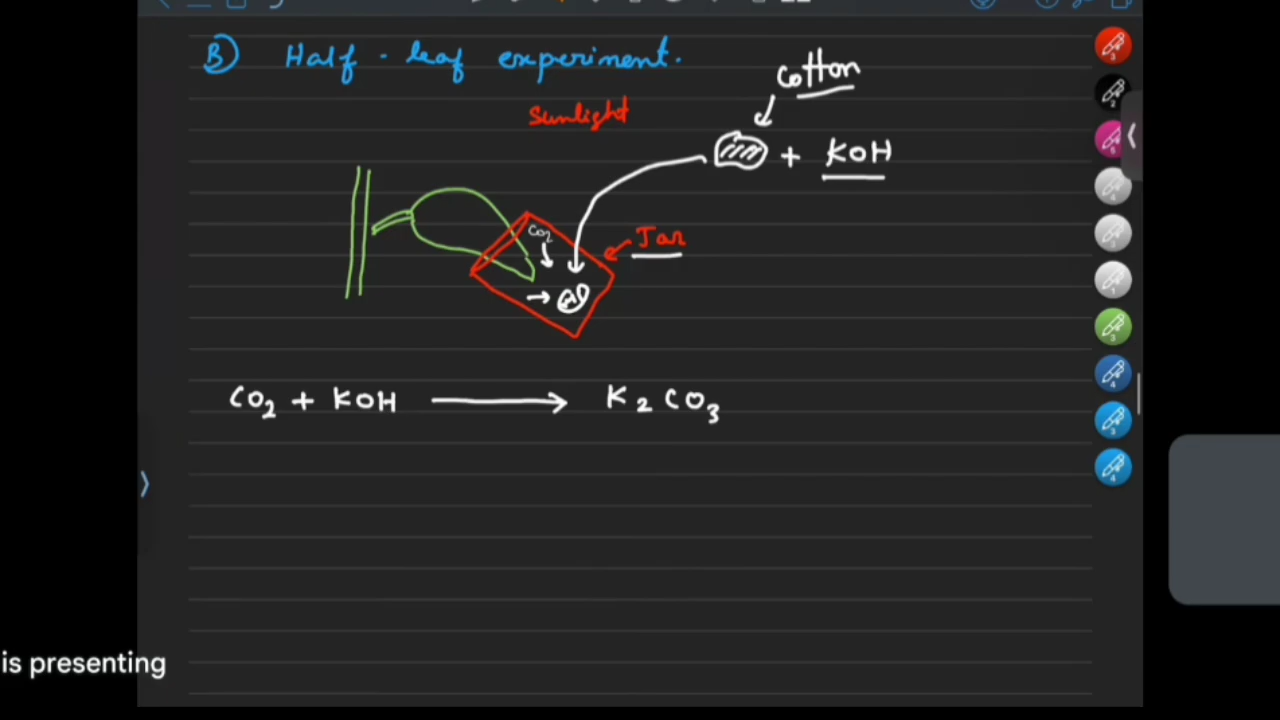 B) Half-leaf experiment.
Cotton
Sunlight
+ KOH
CO2
Jar
CO2 + KOH → K2CO3
is presenting